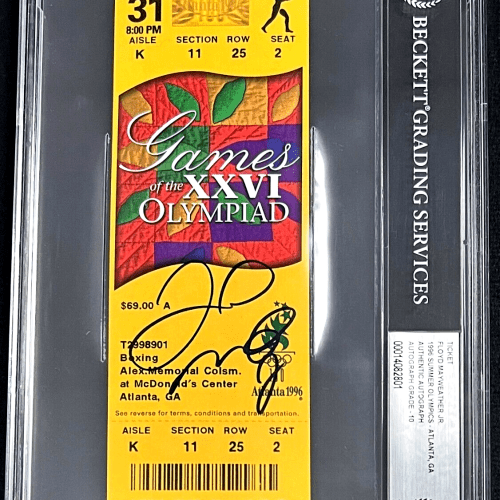 31
8:00 PM
AISLE SECTION ROW SEAT
K 11 25 2
Games
of the XXVI
OLYMPIAD
$69.00 A
T2998901
Boxing
Alex.Memorial Colsm.
at McDonald's Center
Atlanta, GA
Atlanta 1996
See reverse for terms, conditions and transportation.
AISLE SECTION ROW SEAT
K 11 25 2
BECKETT® GRADING SERVICES
TICKET
FLOYD MAYWEATHER JR.
1996 SUMMER OLYMPICS - ATLANTA, GA
AUTHENTIC AUTOGRAPH
AUTOGRAPH GRADE: 10
00014082801